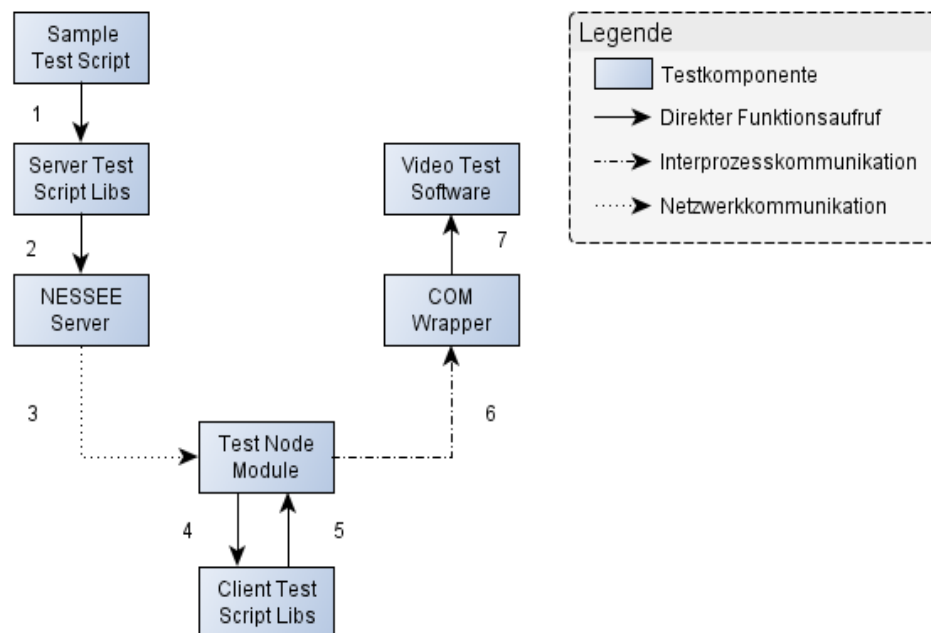 Sample
Test Script
1
Server Test
Script Libs
2
NESSEE
Server
3
Test Node
Module
4
5
Client Test
Script Libs
6
COM
Wrapper
7
Video Test
Software
Legende
Testkomponente
Direkter Funktionsaufruf
Interprozesskommunikation
Netzwerkkommunikation